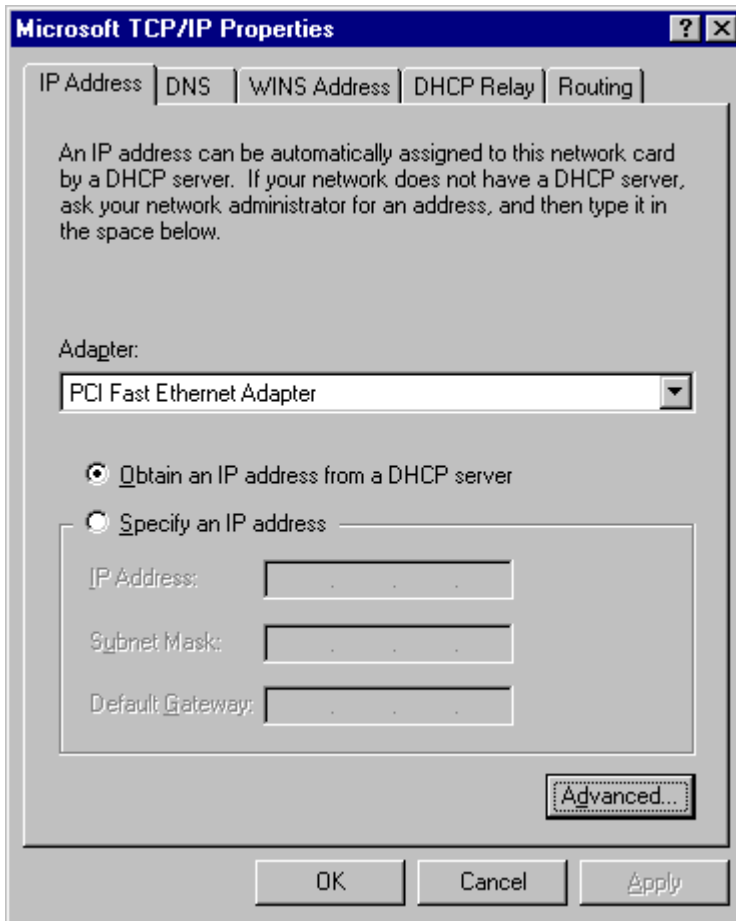 Microsoft TCP/IP Properties
IP Address DNS WINS Address DHCP Relay Routing
An IP address can be automatically assigned to this network card
by a DHCP server. If your network does not have a DHCP server,
ask your network administrator for an address, and then type it in
the space below.
Adapter:
PCI Fast Ethernet Adapter
Obtain an IP address from a DHCP server
Specify an IP address
IP Address:
Subnet Mask:
Default Gateway:
Advanced...
OK Cancel Apply